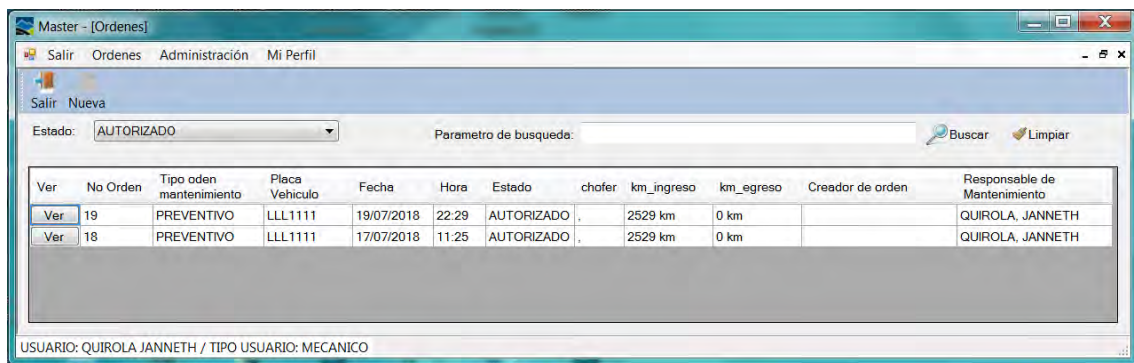 Master - [Ordenes]
Salir Ordenes Administración Mi Perfil
Salir Nueva
Estado: AUTORIZADO Parametro de busqueda: Buscar Limpiar
Ver No Orden Tipo oden mantenimiento Placa Vehiculo Fecha Hora Estado chofer km_ingreso km_egreso Creador de orden Responsable de Mantenimiento
Ver 19 PREVENTIVO LLL1111 19/07/2018 22:29 AUTORIZADO , 2529 km 0 km QUIROLA, JANNETH
Ver 18 PREVENTIVO LLL1111 17/07/2018 11:25 AUTORIZADO , 2529 km 0 km QUIROLA, JANNETH
USUARIO: QUIROLA JANNETH / TIPO USUARIO: MECANICO